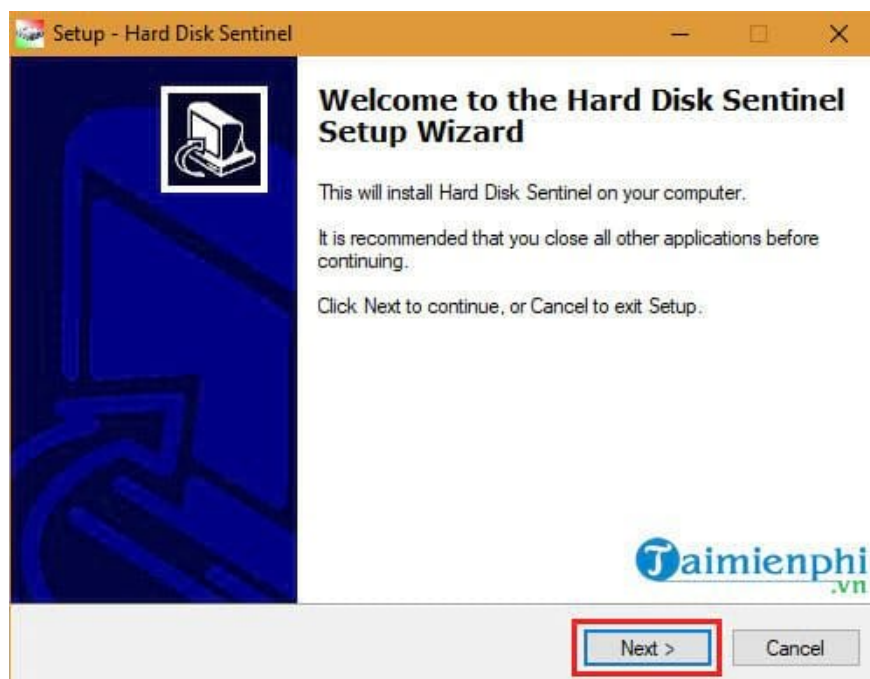 Setup - Hard Disk Sentinel
Welcome to the Hard Disk Sentinel
Setup Wizard
This will install Hard Disk Sentinel on your computer.
It is recommended that you close all other applications before
continuing.
Click Next to continue, or Cancel to exit Setup.
Taimienphi
.vn
Next >
Cancel